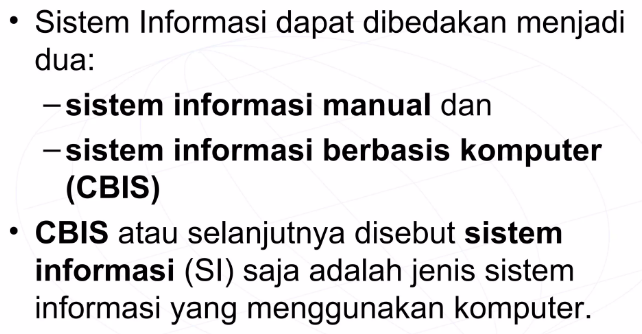 • Sistem Informasi dapat dibedakan menjadi
dua:
– sistem informasi manual dan
– sistem informasi berbasis komputer
(CBIS)
• CBIS atau selanjutnya disebut sistem
informasi (SI) saja adalah jenis sistem
informasi yang menggunakan komputer.